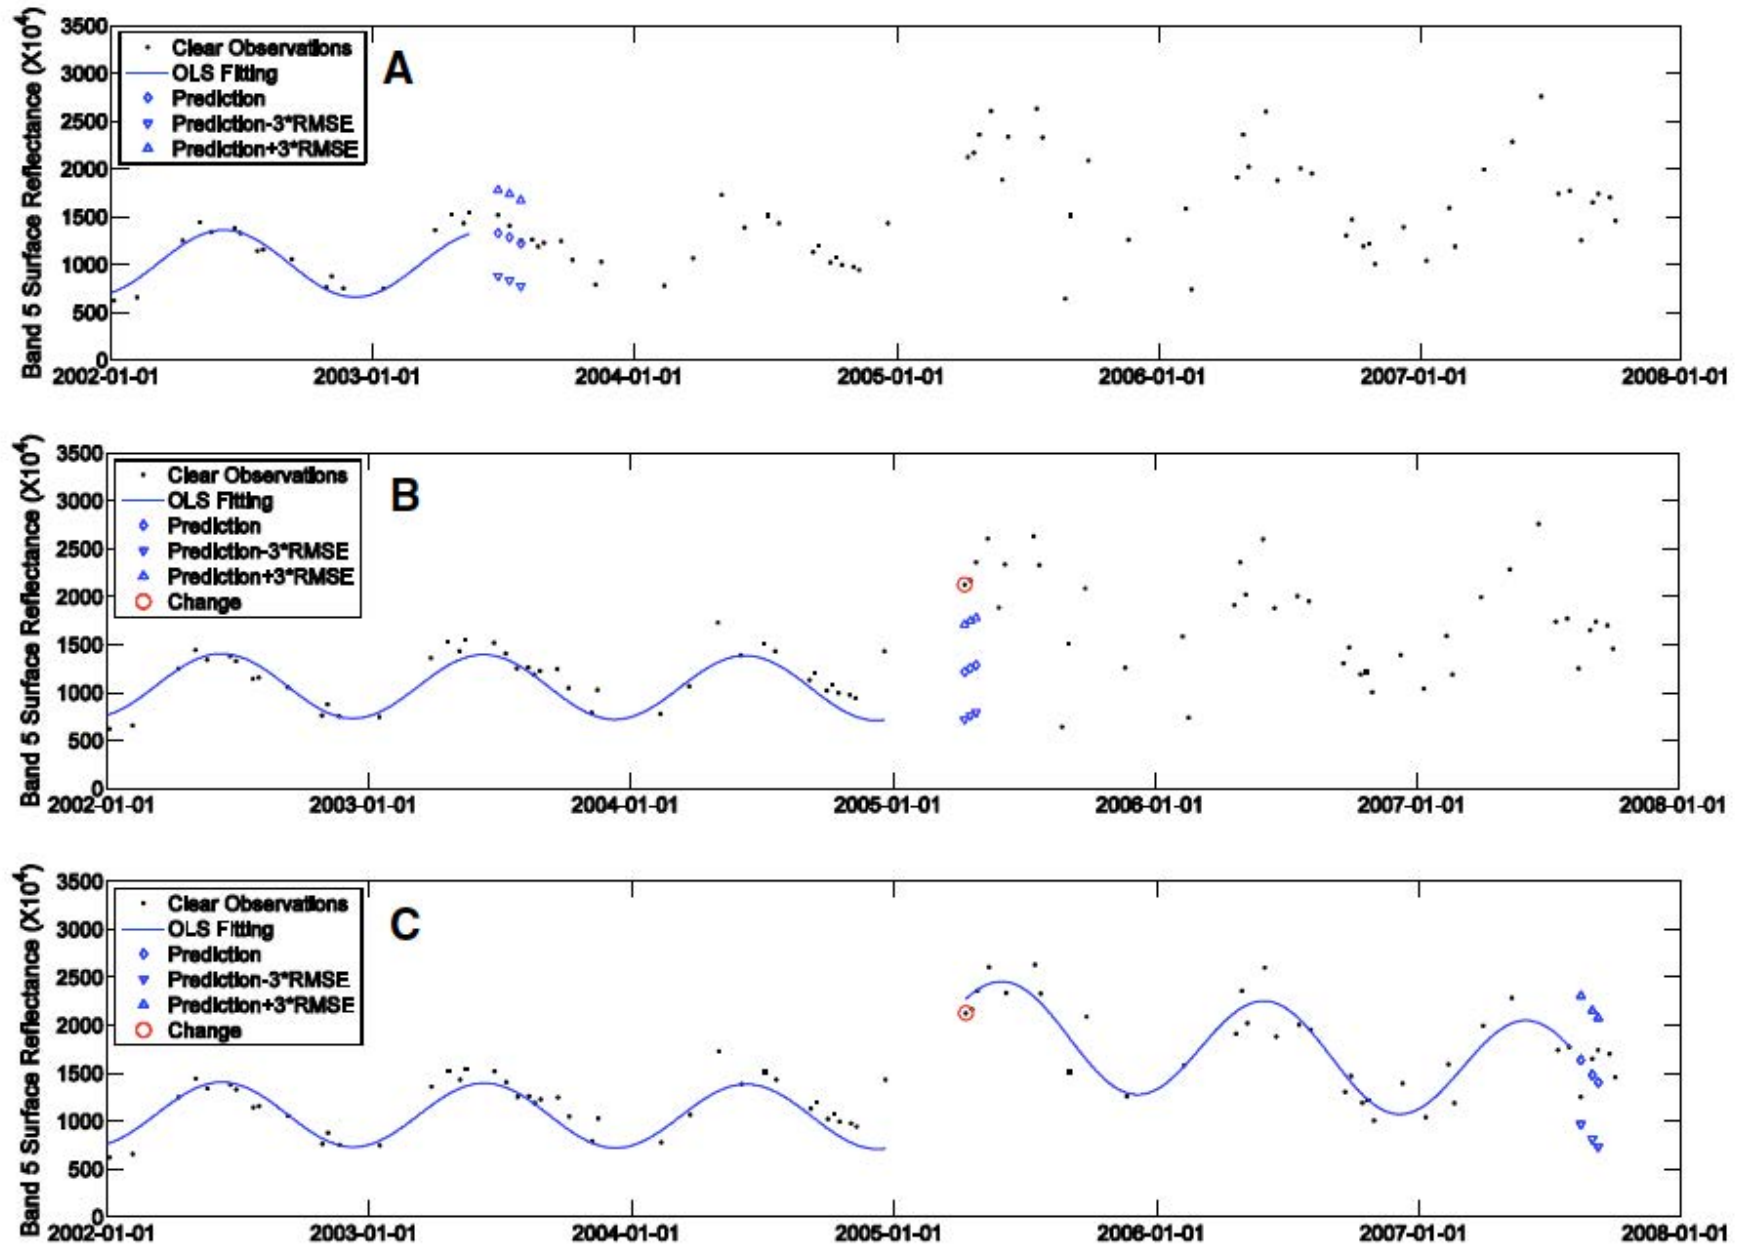 Band 5 Surface Reflectance (X10⁴)
3500
3000
2500
2000
1500
1000
500
0
Clear Observations
OLS Fitting
Prediction
Prediction-3*RMSE
Prediction+3*RMSE
A
2002-01-01 2003-01-01 2004-01-01 2005-01-01 2006-01-01 2007-01-01 2008-01-01
Band 5 Surface Reflectance (X10⁴)
3500
3000
2500
2000
1500
1000
500
0
Clear Observations
OLS Fitting
Prediction
Prediction-3*RMSE
Prediction+3*RMSE
Change
B
2002-01-01 2003-01-01 2004-01-01 2005-01-01 2006-01-01 2007-01-01 2008-01-01
Band 5 Surface Reflectance (X10⁴)
3500
3000
2500
2000
1500
1000
500
0
Clear Observations
OLS Fitting
Prediction
Prediction-3*RMSE
Prediction+3*RMSE
Change
C
2002-01-01 2003-01-01 2004-01-01 2005-01-01 2006-01-01 2007-01-01 2008-01-01